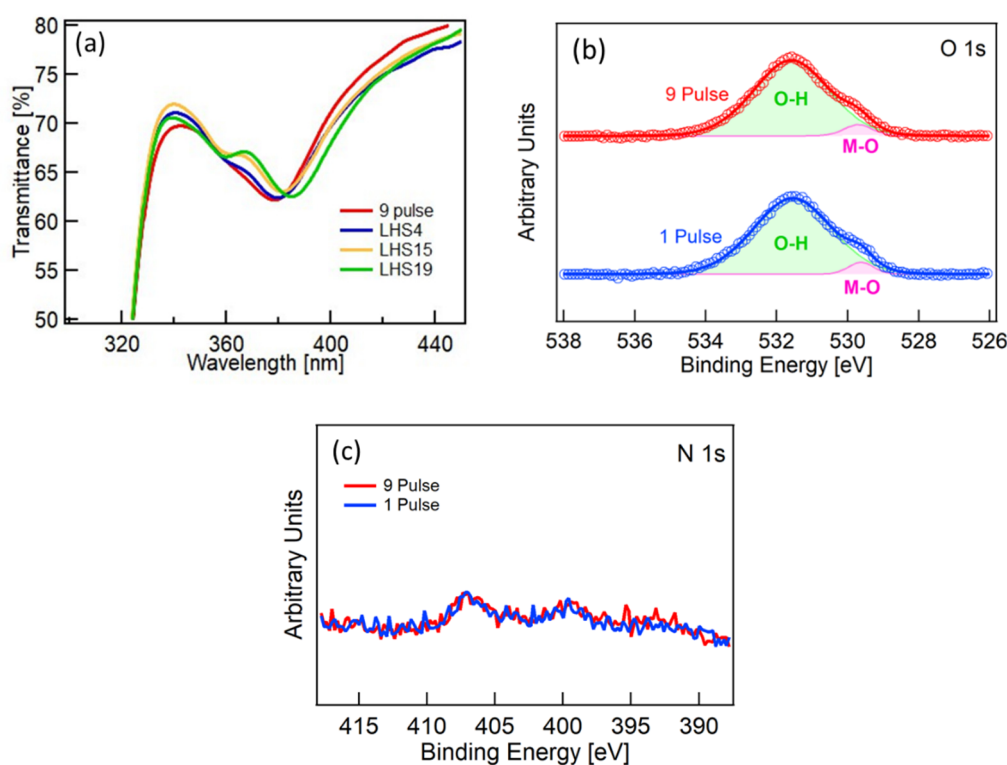 (a)
80
75
70
65
60
55
50
Transmittance [%]
9 pulse
LHS4
LHS15
LHS19
320 360 400 440
Wavelength [nm]
(b)
O 1s
9 Pulse
O-H
M-O
1 Pulse
O-H
M-O
Arbitrary Units
538 536 534 532 530 528 526
Binding Energy [eV]
(c)
N 1s
9 Pulse
1 Pulse
Arbitrary Units
415 410 405 400 395 390
Binding Energy [eV]